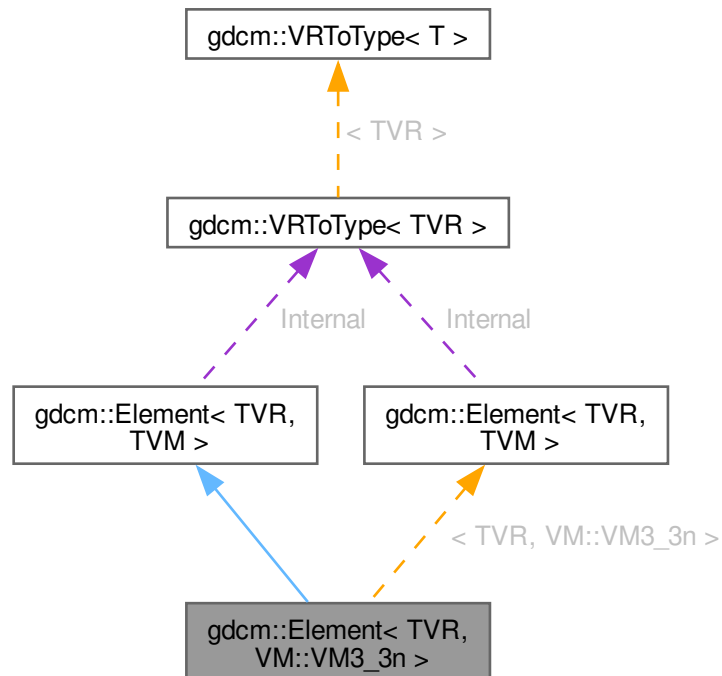 gdcm::VRToType< T >
< TVR >
gdcm::VRToType< TVR >
Internal
Internal
gdcm::Element< TVR,
TVM >
gdcm::Element< TVR,
TVM >
< TVR, VM::VM3_3n >
gdcm::Element< TVR,
VM::VM3_3n >